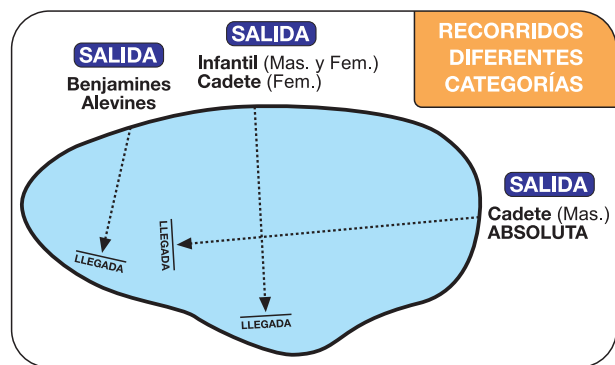 SALIDA
Benjamines
Alevines
SALIDA
Infantil (Mas. y Fem.)
Cadete (Fem.)
RECORRIDOS
DIFERENTES
CATEGORÍAS
SALIDA
Cadete (Mas.)
ABSOLUTA
LLEGADA
LLEGADA
LLEGADA